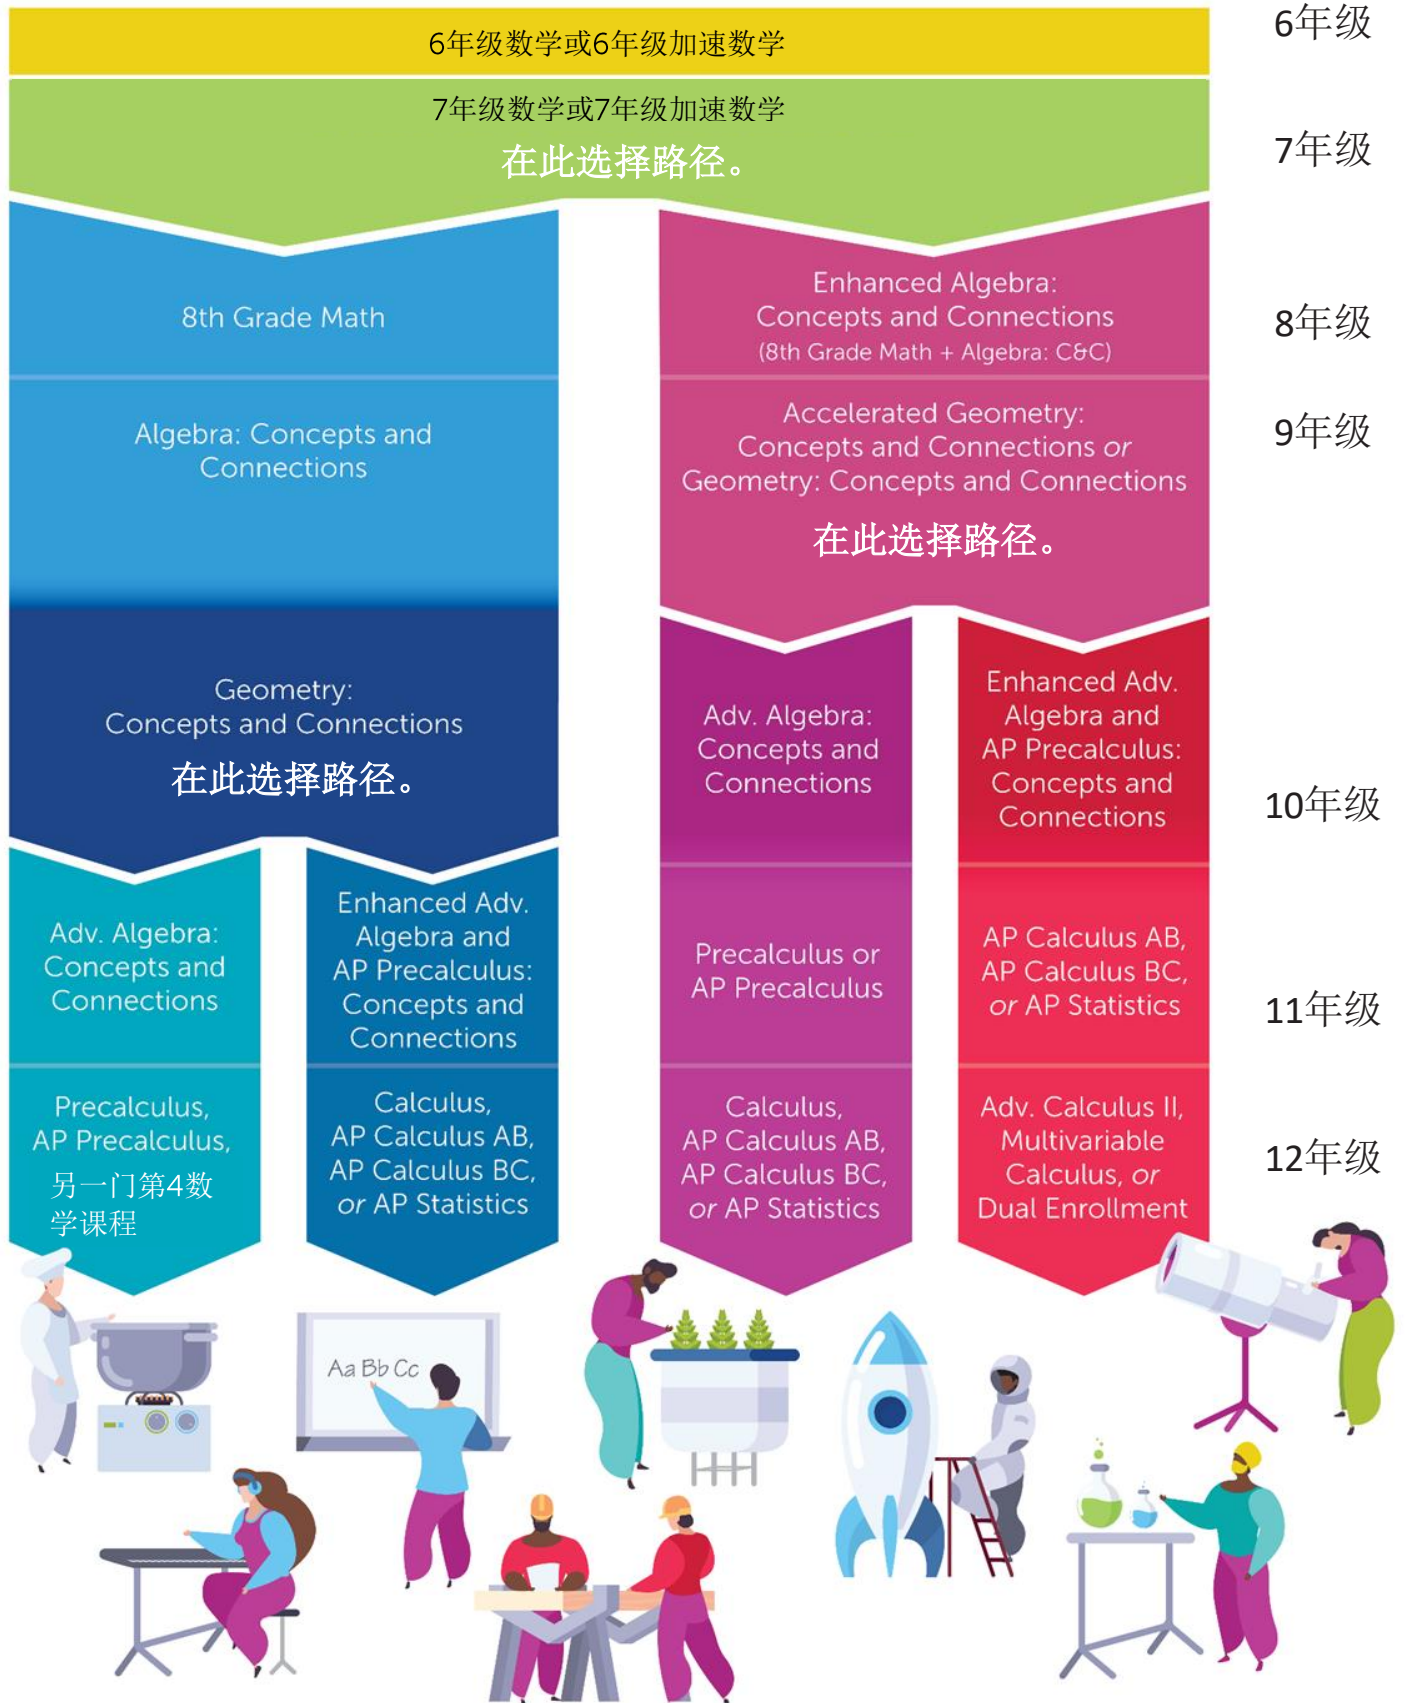 6年级数学或6年级加速数学
6年级
7年级数学或7年级加速数学
在此选择路径。
7年级
8th Grade Math
Enhanced Algebra:
Concepts and Connections
(8th Grade Math + Algebra: C&C)
8年级
Algebra: Concepts and
Connections
Accelerated Geometry:
Concepts and Connections or
Geometry: Concepts and Connections
在此选择路径。
9年级
Geometry:
Concepts and Connections
在此选择路径。
Adv. Algebra:
Concepts and
Connections
Enhanced Adv.
Algebra and
AP Precalculus:
Concepts and
Connections
10年级
Adv. Algebra:
Concepts and
Connections
Enhanced Adv.
Algebra and
AP Precalculus:
Concepts and
Connections
Precalculus or
AP Precalculus
AP Calculus AB,
AP Calculus BC,
or AP Statistics
11年级
Precalculus,
AP Precalculus,
另一门第4数
学课程
Calculus,
AP Calculus AB,
AP Calculus BC,
or AP Statistics
Calculus,
AP Calculus AB,
AP Calculus BC,
or AP Statistics
Adv. Calculus II,
Multivariable
Calculus, or
Dual Enrollment
12年级
Aa Bb Cc